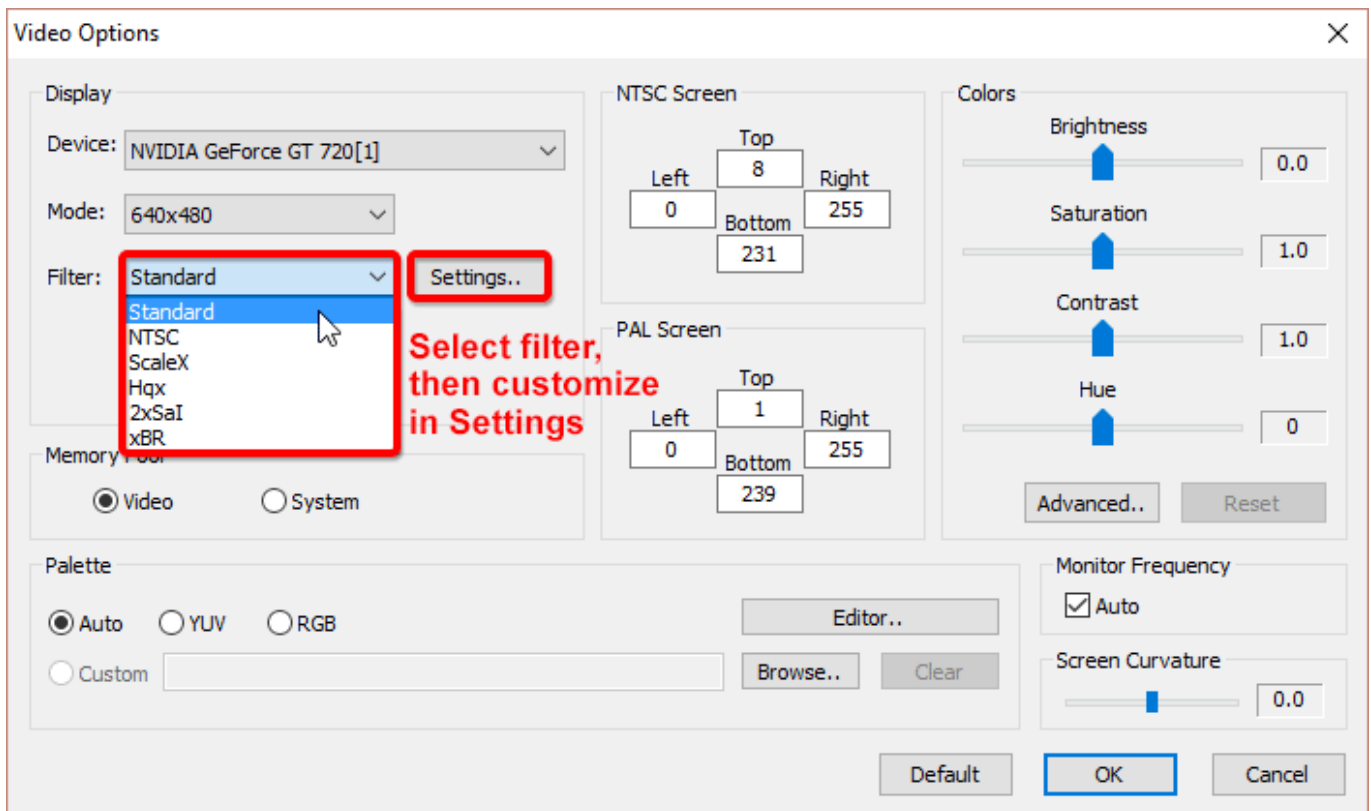 Video Options
Display
Device: NVIDIA GeForce GT 720[1]
Mode: 640x480
Filter: Standard Settings..
Standard
NTSC
ScaleX
Hqx
2xSaI
xBR
Select filter,
then customize
in Settings
Memory Pool
Video System
NTSC Screen
Top
8
Left Right
0 255
Bottom
231
PAL Screen
Top
1
Left Right
0 255
Bottom
239
Colors
Brightness
0.0
Saturation
1.0
Contrast
1.0
Hue
0
Advanced.. Reset
Palette
Auto YUV RGB Editor..
Custom Browse.. Clear
Monitor Frequency
Auto
Screen Curvature
0.0
Default OK Cancel